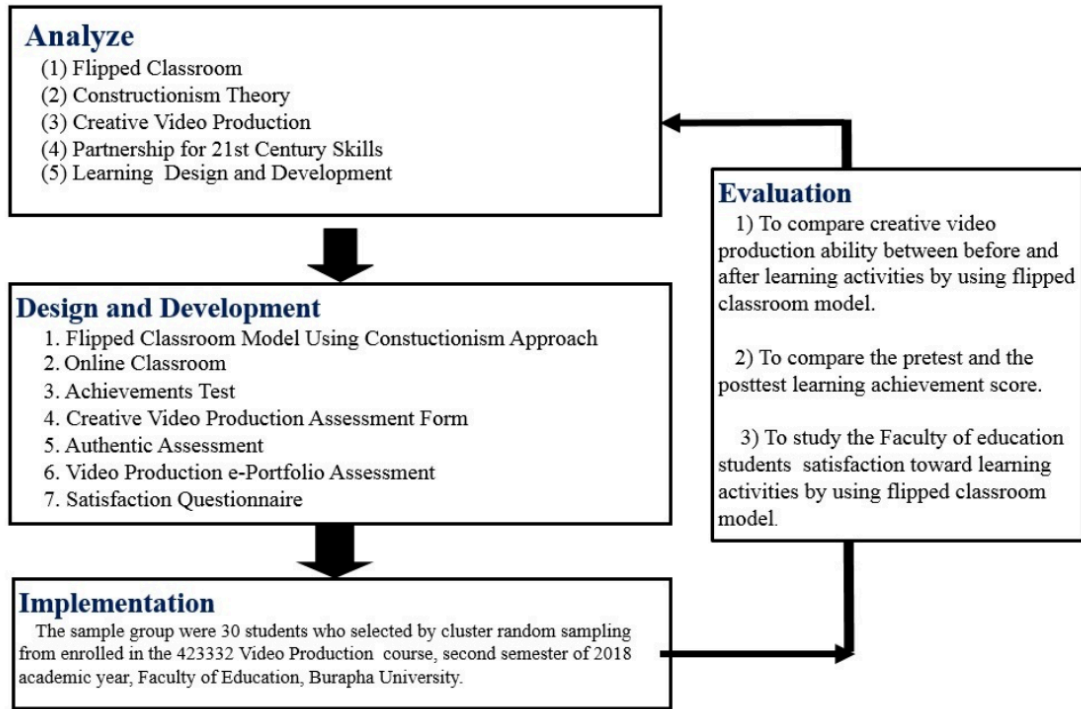 Analyze
(1) Flipped Classroom
(2) Constructionism Theory
(3) Creative Video Production
(4) Partnership for 21st Century Skills
(5) Learning Design and Development
Design and Development
1. Flipped Classroom Model Using Constuctionism Approach
2. Online Classroom
3. Achievements Test
4. Creative Video Production Assessment Form
5. Authentic Assessment
6. Video Production e-Portfolio Assessment
7. Satisfaction Questionnaire
Implementation
The sample group were 30 students who selected by cluster random sampling
from enrolled in the 423332 Video Production course, second semester of 2018
academic year, Faculty of Education, Burapha University.
Evaluation
1) To compare creative video
production ability between before and
after learning activities by using flipped
classroom model.
2) To compare the pretest and the
posttest learning achievement score.
3) To study the Faculty of education
students satisfaction toward learning
activities by using flipped classroom
model.